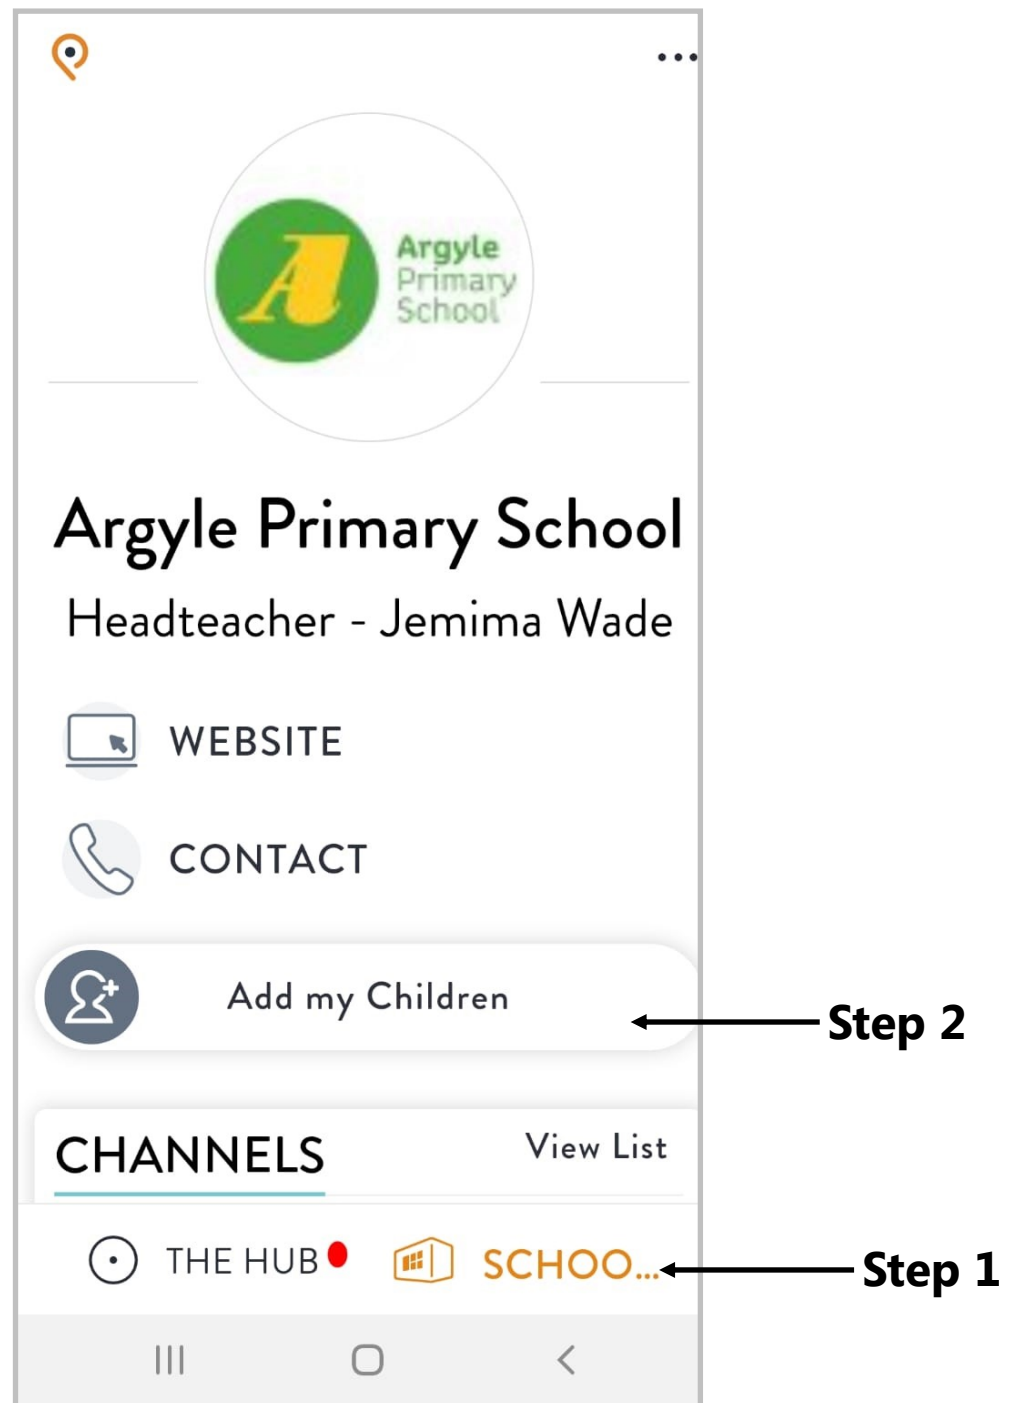 Argyle
Primary
School
Argyle Primary School
Headteacher - Jemima Wade
WEBSITE
CONTACT
Add my Children
Step 2
CHANNELS
View List
THE HUB
SCHOO...
Step 1